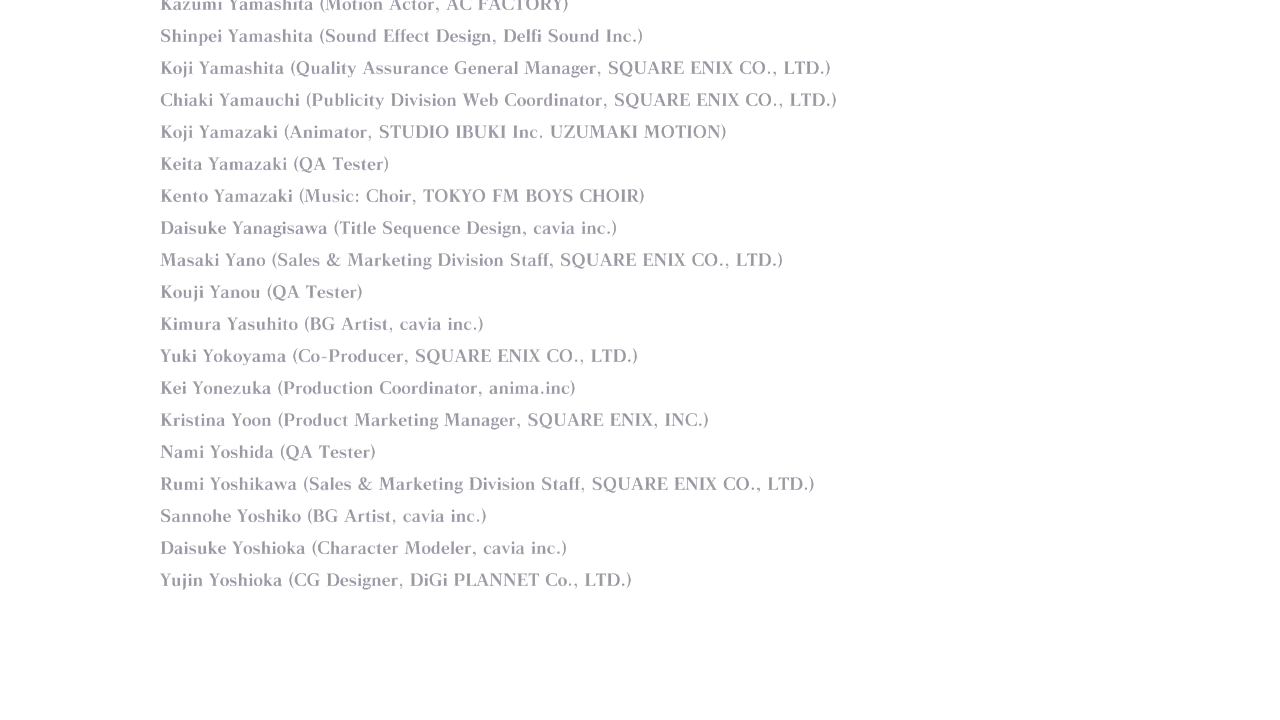 Kazumi Yamashita (Motion Actor, AC FACTORY)
Shinpei Yamashita (Sound Effect Design, Delfi Sound Inc.)
Koji Yamashita (Quality Assurance General Manager, SQUARE ENIX CO., LTD.)
Chiaki Yamauchi (Publicity Division Web Coordinator, SQUARE ENIX CO., LTD.)
Koji Yamazaki (Animator, STUDIO IBUKI Inc. UZUMAKI MOTION)
Keita Yamazaki (QA Tester)
Kento Yamazaki (Music: Choir, TOKYO FM BOYS CHOIR)
Daisuke Yanagisawa (Title Sequence Design, cavia inc.)
Masaki Yano (Sales & Marketing Division Staff, SQUARE ENIX CO., LTD.)
Kouji Yanou (QA Tester)
Kimura Yasuhito (BG Artist, cavia inc.)
Yuki Yokoyama (Co-Producer, SQUARE ENIX CO., LTD.)
Kei Yonezuka (Production Coordinator, anima.inc)
Kristina Yoon (Product Marketing Manager, SQUARE ENIX, INC.)
Nami Yoshida (QA Tester)
Rumi Yoshikawa (Sales & Marketing Division Staff, SQUARE ENIX CO., LTD.)
Sannohe Yoshiko (BG Artist, cavia inc.)
Daisuke Yoshioka (Character Modeler, cavia inc.)
Yujin Yoshioka (CG Designer, DiGi PLANNET Co., LTD.)